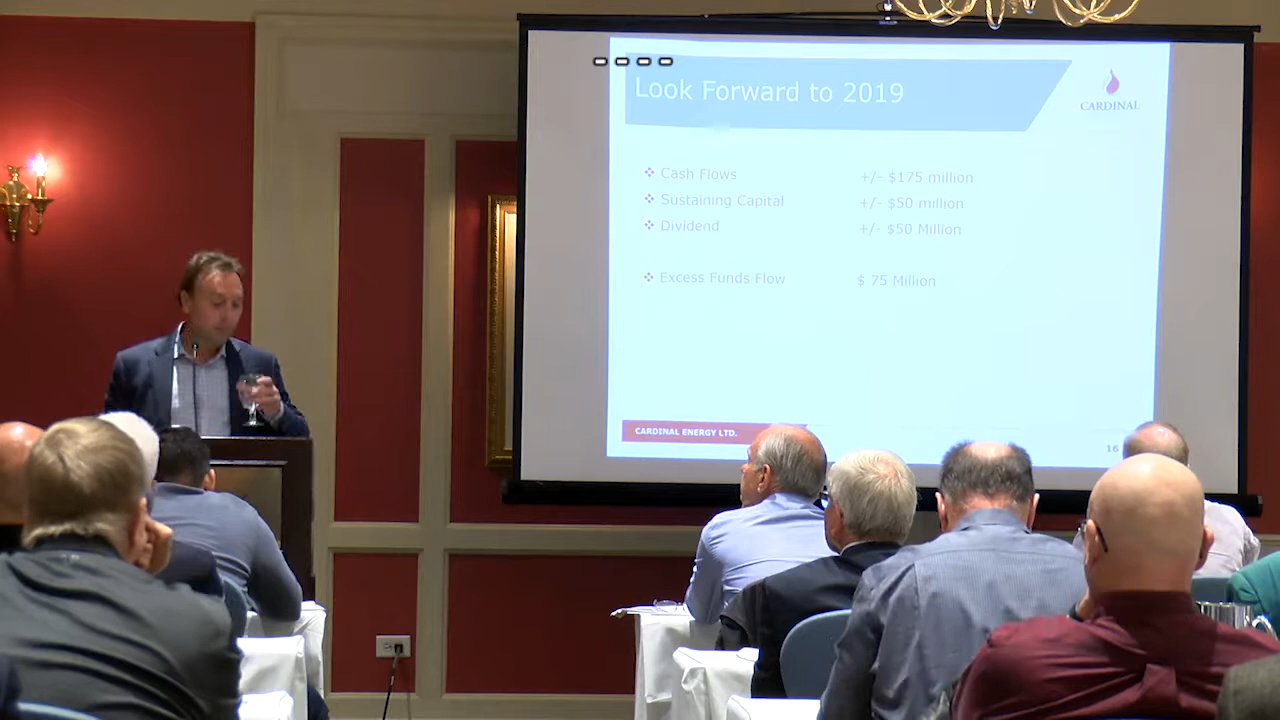 Look Forward to 2019
CARDINAL
❖ Cash Flows +/- $175 million
❖ Sustaining Capital +/- $50 million
❖ Dividend +/- $50 Million
❖ Excess Funds Flow $ 75 Million
CARDINAL ENERGY LTD.
16